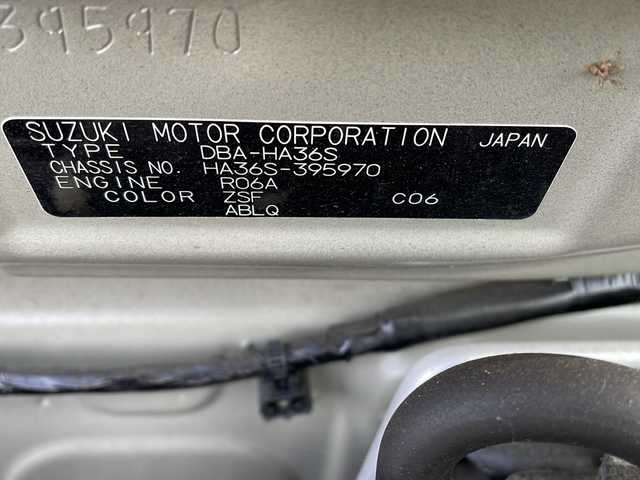 395970
SUZUKI MOTOR CORPORATION JAPAN
TYPE DBA-HA36S
CHASSIS NO. HA36S-395970
ENGINE R06A
COLOR ZSF C06
ABLQ